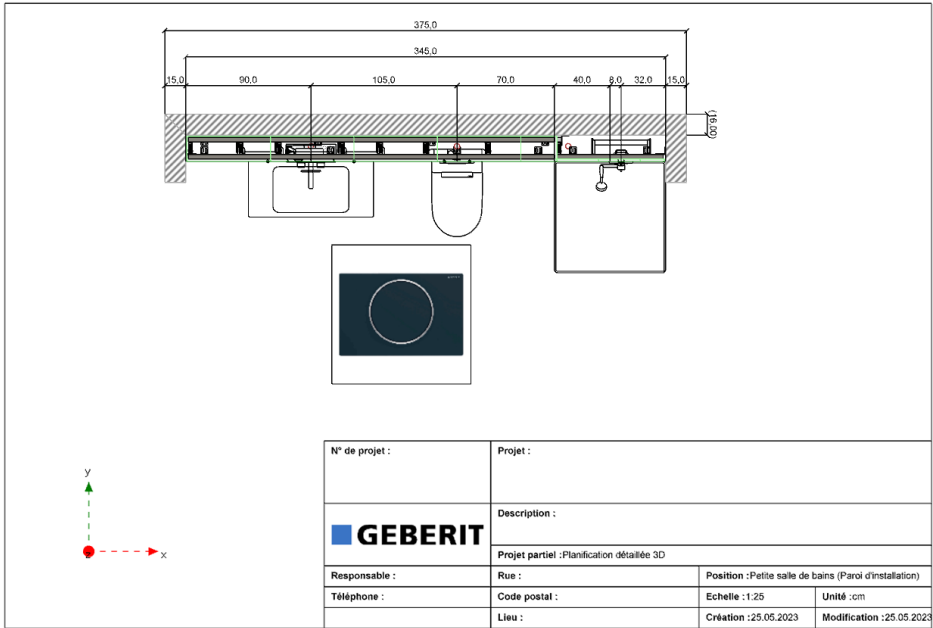 375,0
345,0
15,0 90,0 105,0 70,0 40,0 8,0 32,0 15,0
(16,00)
y
z x
N° de projet :
Projet :
GEBERIT
Description :
Projet partiel :Planification détaillée 3D
Responsable :
Rue :
Position :Petite salle de bains (Paroi d'installation)
Téléphone :
Code postal :
Echelle :1:25
Unité :cm
Lieu :
Création :25.05.2023
Modification :25.05.2023